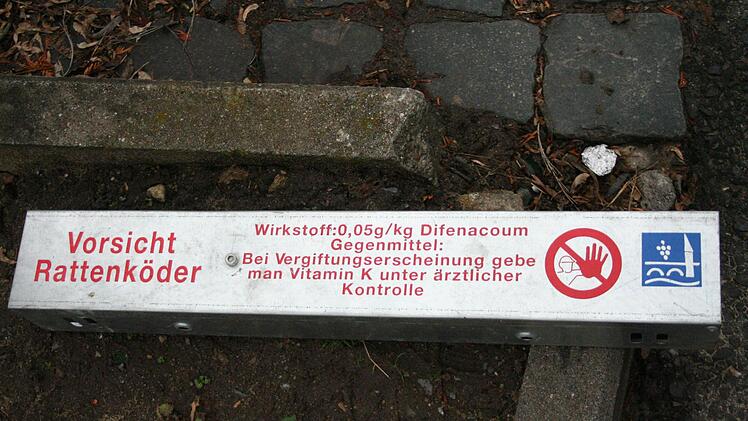 Vorsicht
Rattenköder
Wirkstoff:0,05g/kg Difenacoum
Gegenmittel:
Bei Vergiftungserscheinung gebe
man Vitamin K unter ärztlicher
Kontrolle